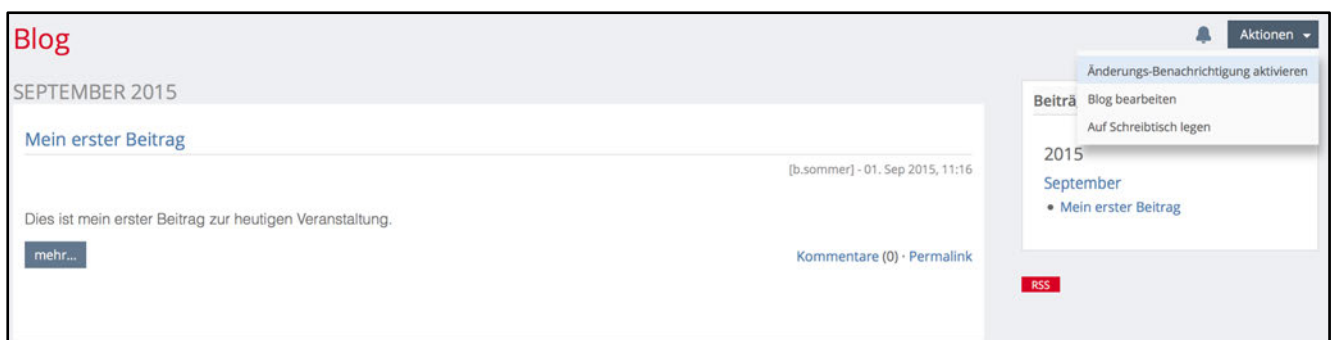 Blog
Aktionen
Änderungs-Benachrichtigung aktivieren
Blog bearbeiten
Auf Schreibtisch legen
SEPTEMBER 2015
Mein erster Beitrag
[b.sommer] - 01. Sep 2015, 11:16
Dies ist mein erster Beitrag zur heutigen Veranstaltung.
mehr...
Kommentare (0) · Permalink
Beiträ
2015
September
• Mein erster Beitrag
RSS